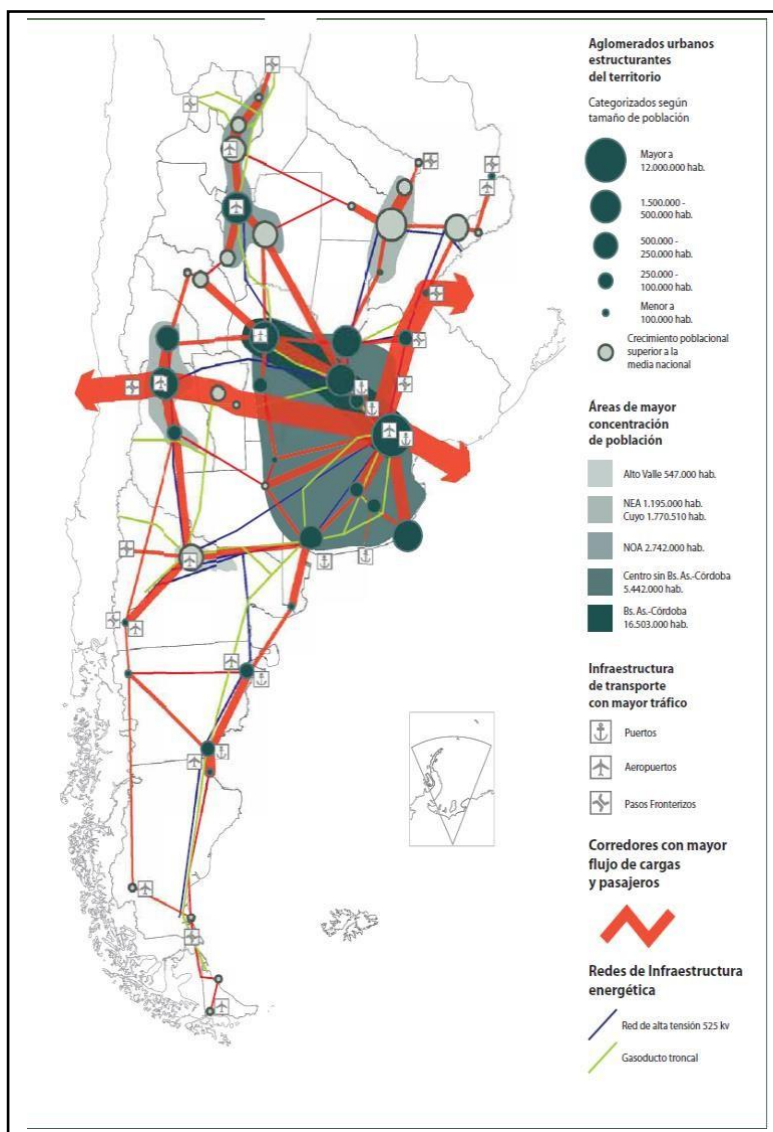 Aglomerados urbanos
estructurantes
del territorio
Categorizados según
tamaño de población
Mayor a
12.000.000 hab.
1.500.000 -
500.000 hab.
500.000 -
250.000 hab.
250.000 -
100.000 hab.
Menor a
100.000 hab.
Crecimiento poblacional
superior a la
media nacional
Áreas de mayor
concentración
de población
Alto Valle 547.000 hab.
NEA 1.195.000 hab.
Cuyo 1.770.510 hab.
NOA 2.742.000 hab.
Centro sin Bs. As.-Córdoba
5.442.000 hab.
Bs. As.-Córdoba
16.503.000 hab.
Infraestructura
de transporte
con mayor tráfico
Puertos
Aeropuertos
Pasos Fronterizos
Corredores con mayor
flujo de cargas
y pasajeros
Redes de Infraestructura
energética
Red de alta tensión 525 kv
Gasoducto troncal